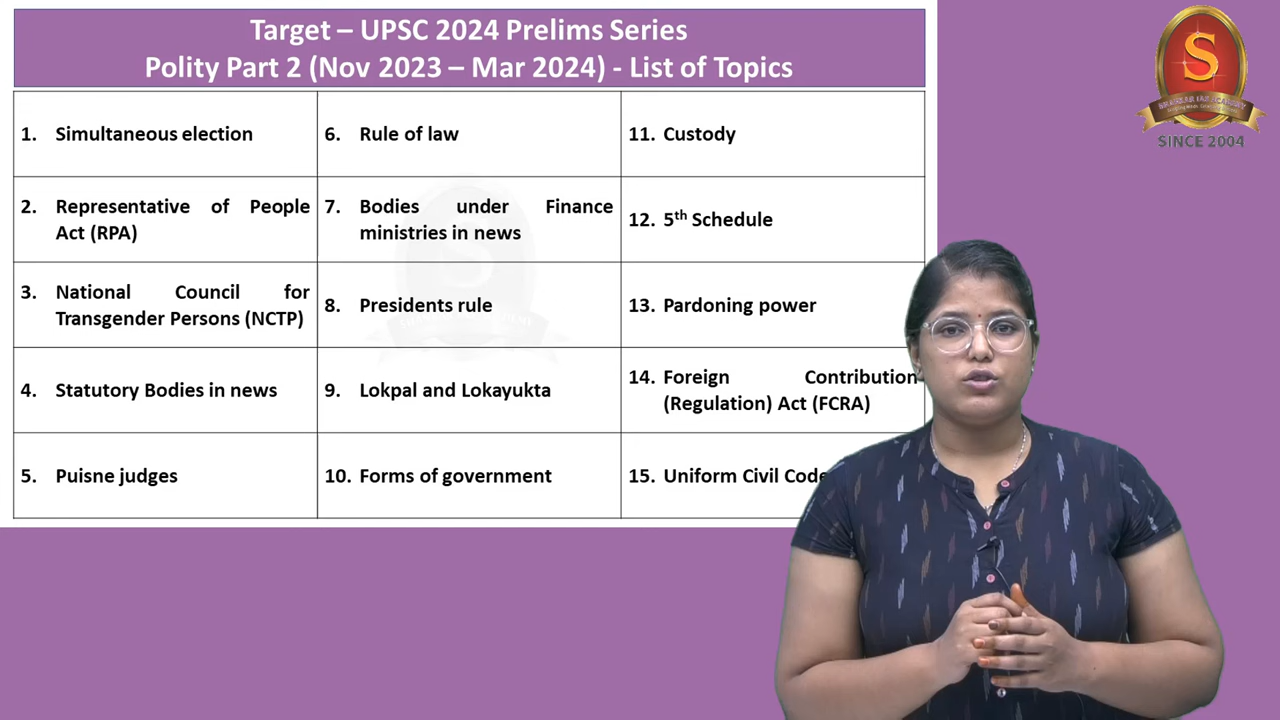 Target – UPSC 2024 Prelims Series
Polity Part 2 (Nov 2023 – Mar 2024) - List of Topics
1. Simultaneous election
6. Rule of law
11. Custody
2. Representative of People
Act (RPA)
7. Bodies under Finance
ministries in news
12. 5th Schedule
3. National Council for
Transgender Persons (NCTP)
8. Presidents rule
13. Pardoning power
4. Statutory Bodies in news
9. Lokpal and Lokayukta
14. Foreign Contribution
(Regulation) Act (FCRA)
5. Puisne judges
10. Forms of government
15. Uniform Civil Code
S
SHANKAR IAS ACADEMY
SINCE 2004